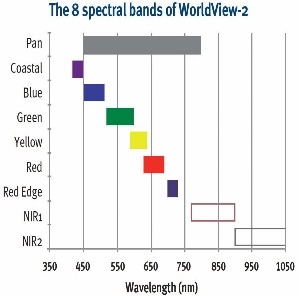 The 8 spectral bands of WorldView-2
Pan
Coastal
Blue
Green
Yellow
Red
Red Edge
NIR1
NIR2
350 450 550 650 750 850 950 1050
Wavelength (nm)